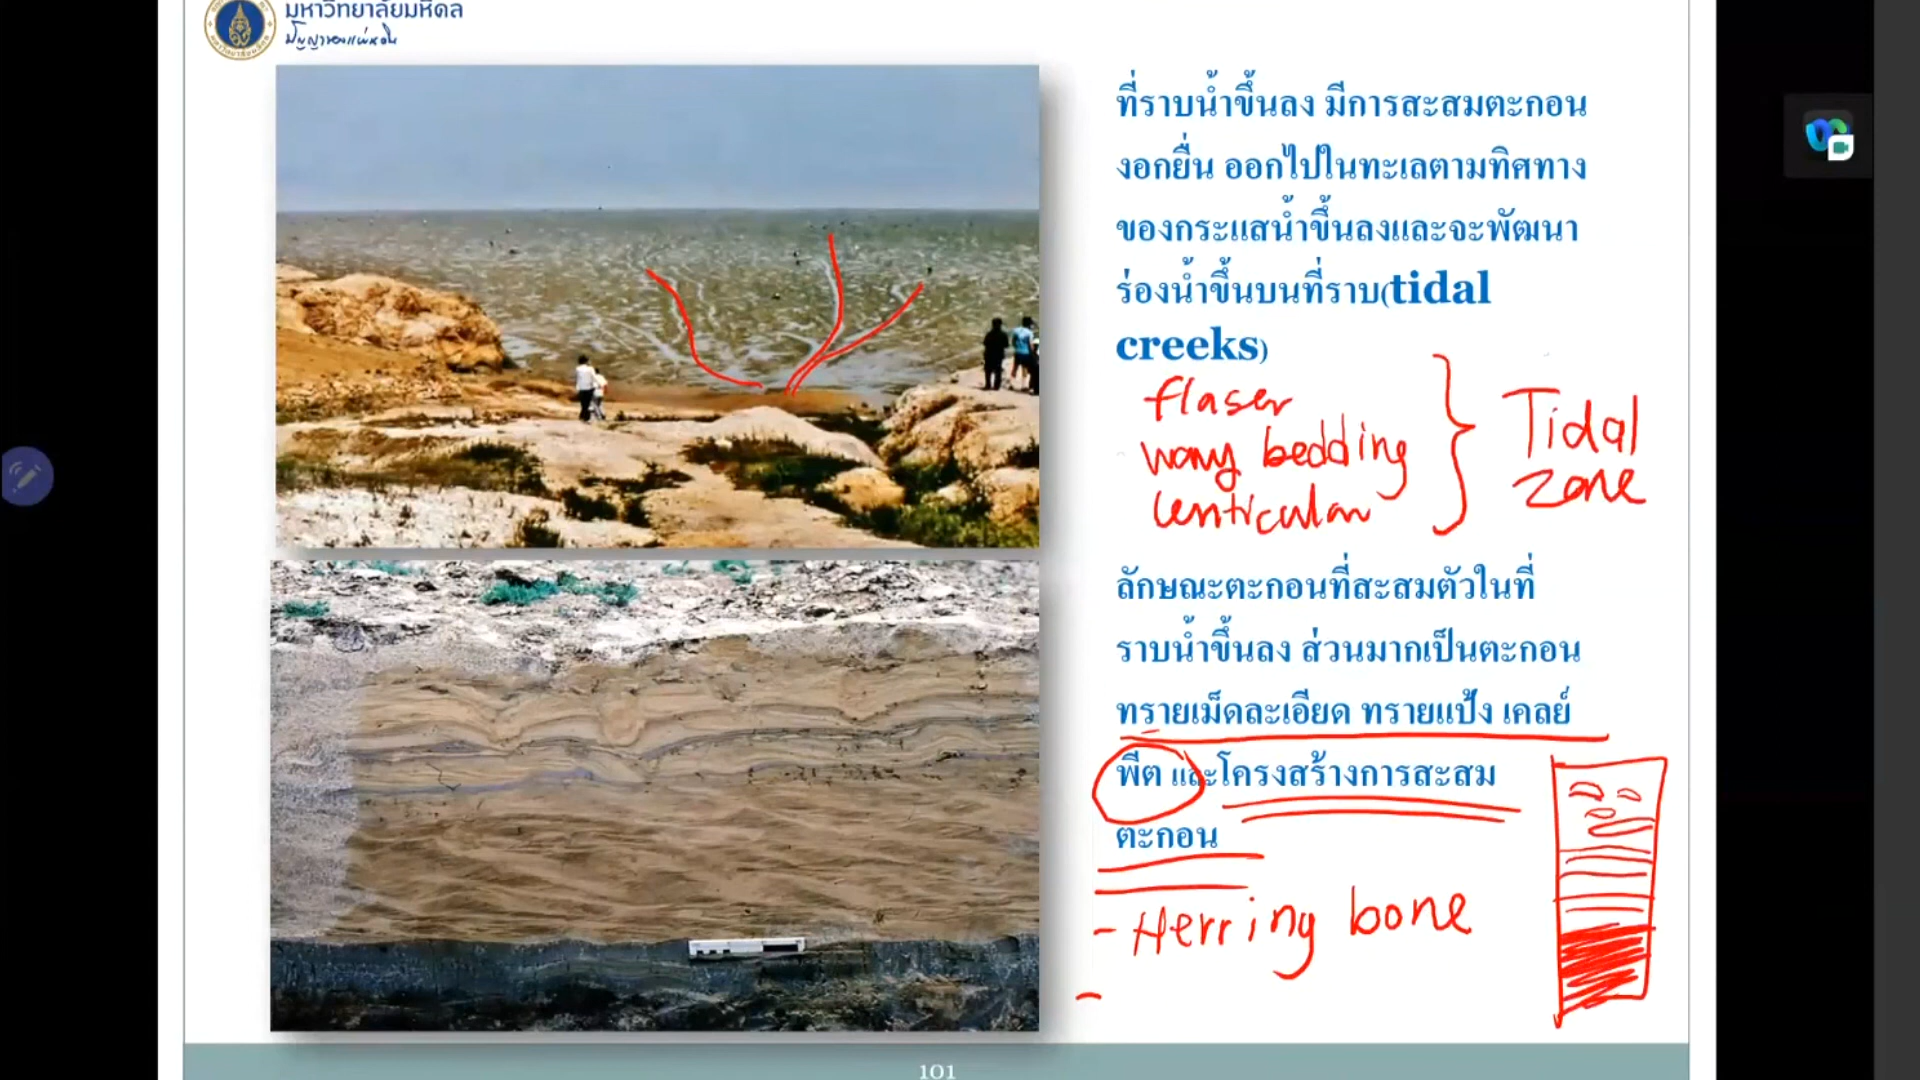 มหาวิทยาลัยมหิดล
ปัญญาของแผ่นดิน
ที่ราบน้ำขึ้นลง มีการสะสมตะกอน
งอกยื่น ออกไปในทะเลตามทิศทาง
ของกระแสน้ำขึ้นลงและจะพัฒนา
ร่องน้ำขึ้นบนที่ราบ(tidal
creeks)
flaser
wavy bedding
lenticular
Tidal
zone
ลักษณะตะกอนที่สะสมตัวในที่
ราบน้ำขึ้นลง ส่วนมากเป็นตะกอน
ทรายเม็ดละเอียด ทรายแป้ง เคลย์
พีต และโครงสร้างการสะสม
ตะกอน
- Herring bone
-
101